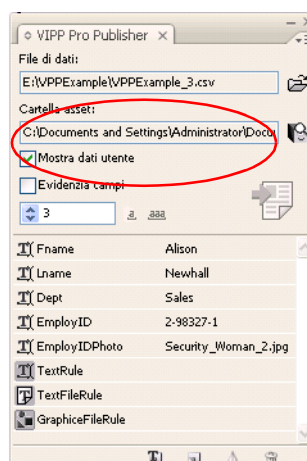 VIPP Pro Publisher
File di dati:
E:\VPPExample\VPPExample_3.csv
Cartella asset:
C:\Documents and Settings\Administrator\Docu
Mostra dati utente
Evidenzia campi
3 a aaa
Fname Alison
Lname Newhall
Dept Sales
EmployID 2-98327-1
EmployIDPhoto Security_Woman_2.jpg
TextRule
TextFileRule
GraphiceFileRule